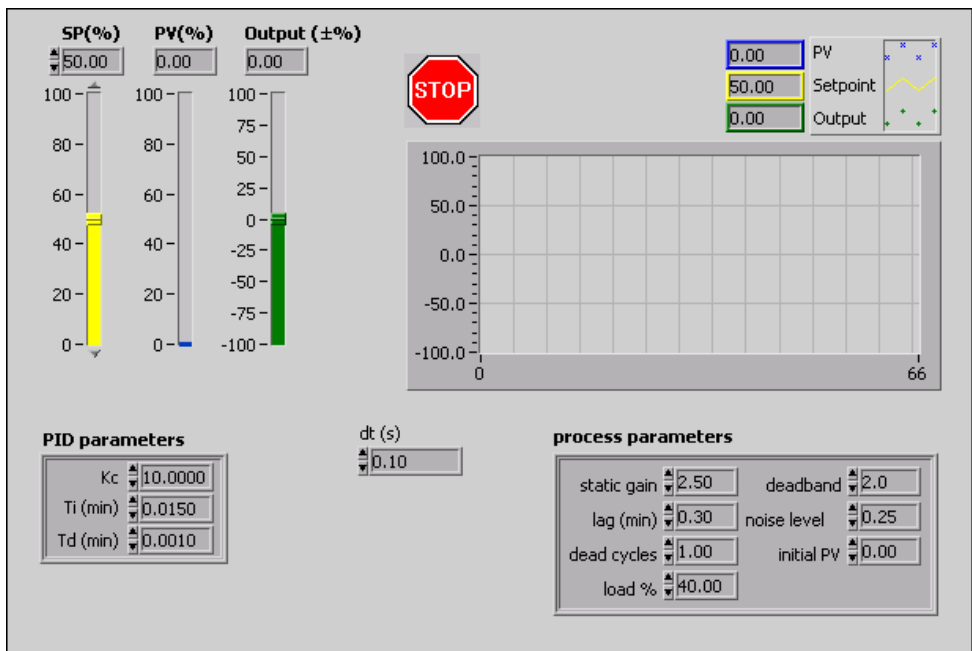 SP(%) PV(%) Output (±%)
50.00 0.00 0.00
100 100 100
80 80 75
60 60 50
40 40 25
20 20 0
0 0 -25
-50
-75
-100
STOP
0.00 PV
50.00 Setpoint
0.00 Output
100.0
50.0
0.0
-50.0
-100.0
0 66
PID parameters
Kc 10.0000
Ti (min) 0.0150
Td (min) 0.0010
dt (s)
0.10
process parameters
static gain 2.50 deadband 2.0
lag (min) 0.30 noise level 0.25
dead cycles 1.00 initial PV 0.00
load % 40.00